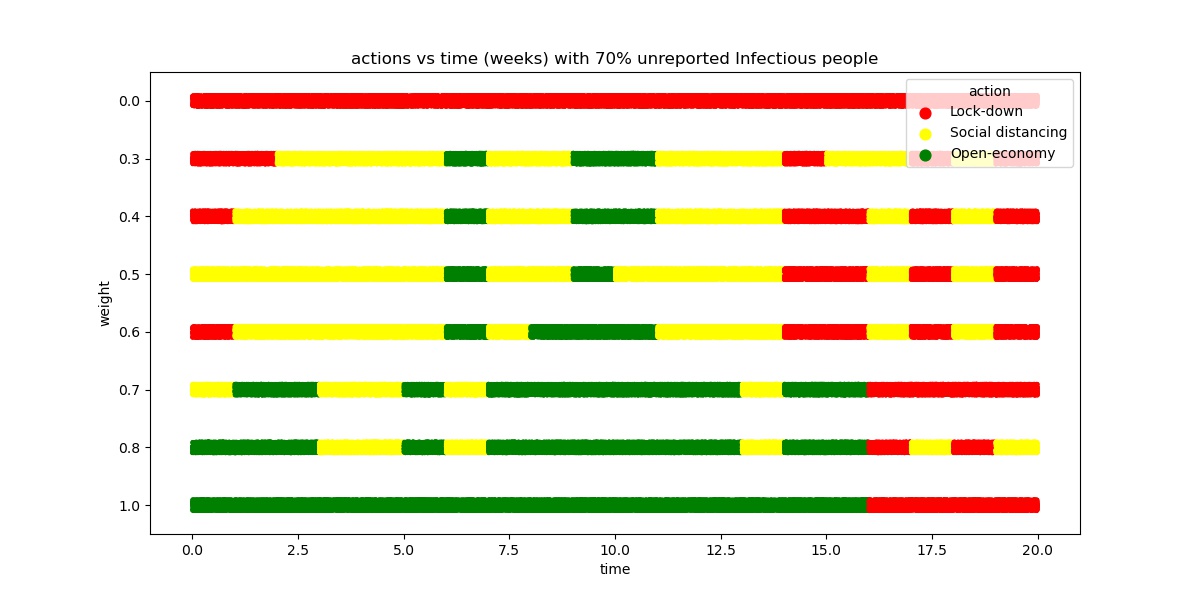 actions vs time (weeks) with 70% unreported Infectious people
action
Lock-down
Social distancing
Open-economy
weight
0.0
0.3
0.4
0.5
0.6
0.7
0.8
1.0
0.0 2.5 5.0 7.5 10.0 12.5 15.0 17.5 20.0
time